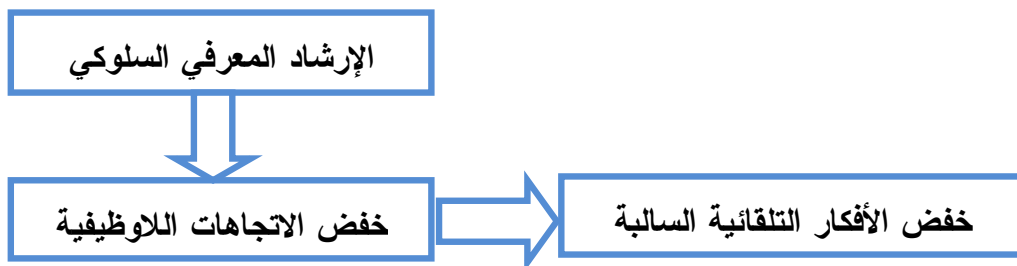 الإرشاد المعرفي السلوكي
خفض الاتجاهات اللاوظيفية
خفض الأفكار التلقائية السالبة